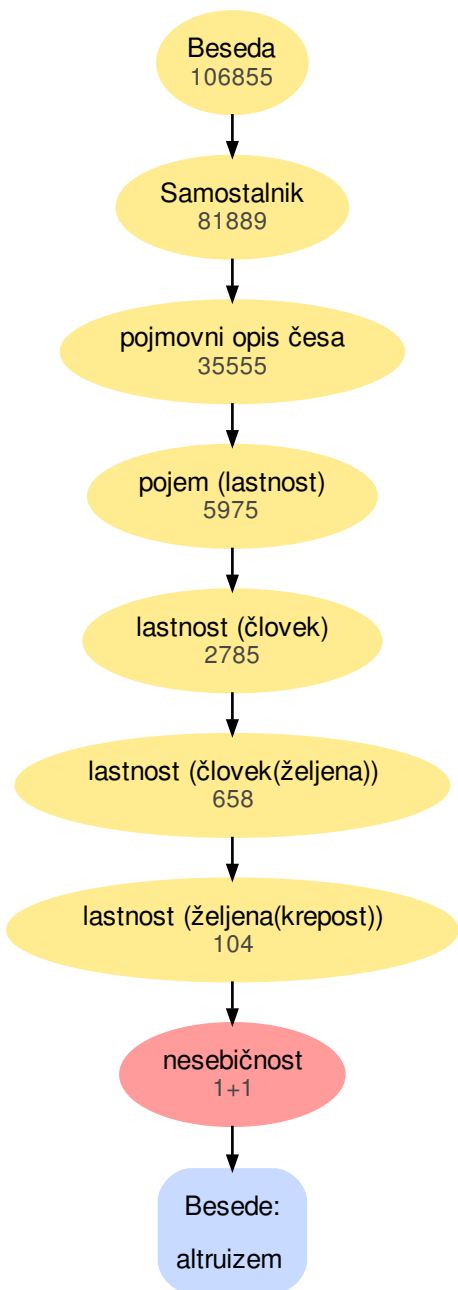 Beseda
106855
Samostalnik
81889
pojmovni opis česa
35555
pojem (lastnost)
5975
lastnost (človek)
2785
lastnost (človek(željena))
658
lastnost (željena(krepost))
104
nesebičnost
1+1
Besede:
altruizem